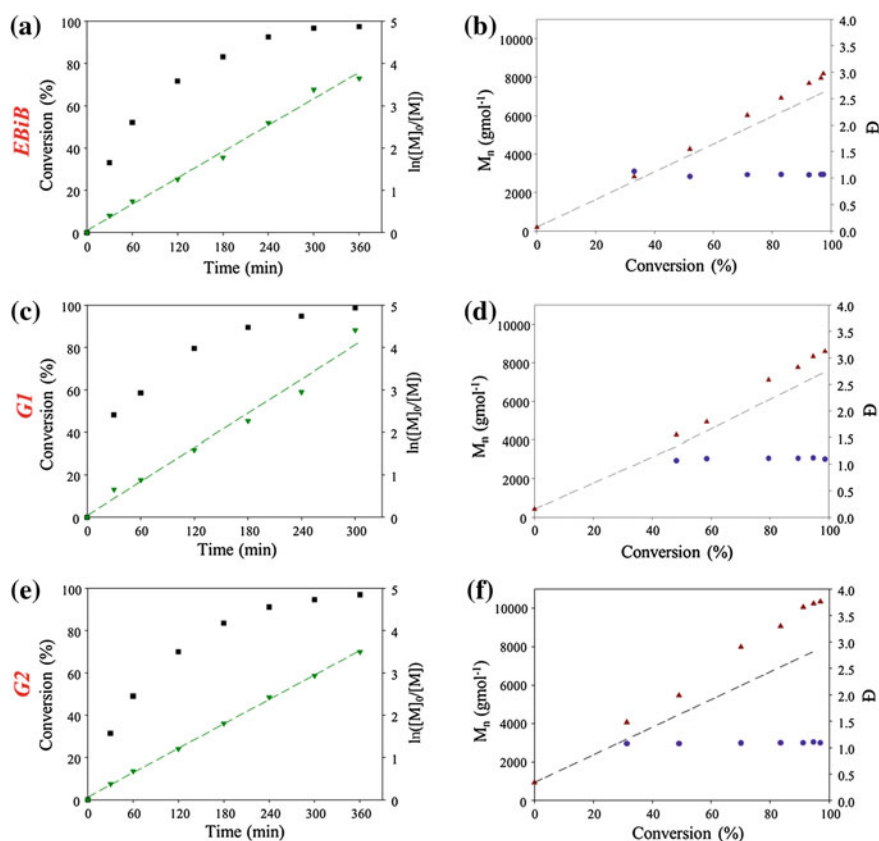 (a)
EBiB
Conversion (%)
100
80
60
40
20
0
5
4
3
2
1
0
ln([M]₀/[M])
0 60 120 180 240 300 360
Time (min)
(b)
Mn (gmol-1)
10000
8000
6000
4000
2000
0
4.0
3.5
3.0
2.5
2.0
1.5
1.0
0.5
0.0
Đ
0 20 40 60 80 100
Conversion (%)
(c)
G1
Conversion (%)
100
80
60
40
20
0
5
4
3
2
1
0
ln([M]₀/[M])
0 60 120 180 240 300
Time (min)
(d)
Mn (gmol-1)
10000
8000
6000
4000
2000
0
4.0
3.5
3.0
2.5
2.0
1.5
1.0
0.5
0.0
Đ
0 20 40 60 80 100
Conversion (%)
(e)
G2
Conversion (%)
100
80
60
40
20
0
5
4
3
2
1
0
ln([M]₀/[M])
0 60 120 180 240 300 360
Time (min)
(f)
Mn (gmol-1)
10000
8000
6000
4000
2000
0
4.0
3.5
3.0
2.5
2.0
1.5
1.0
0.5
0.0
Đ
0 20 40 60 80 100
Conversion (%)